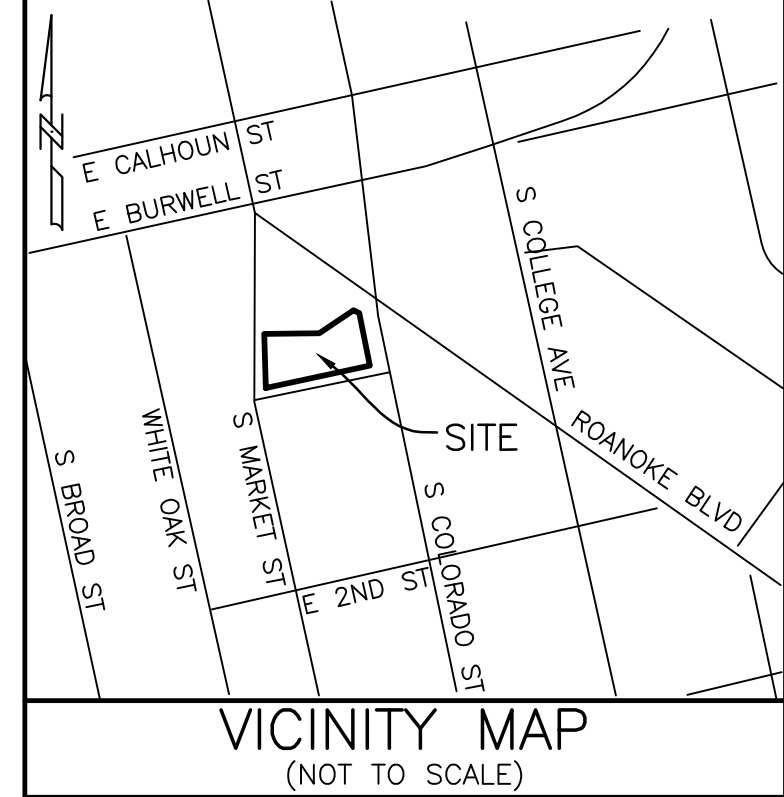 N
E CALHOUN ST
E BURWELL ST
S COLLEGE AVE
ROANOKE BLVD
SITE
S MARKET ST
WHITE OAK ST
S BROAD ST
S COLORADO ST
E 2ND ST
VICINITY MAP
(NOT TO SCALE)